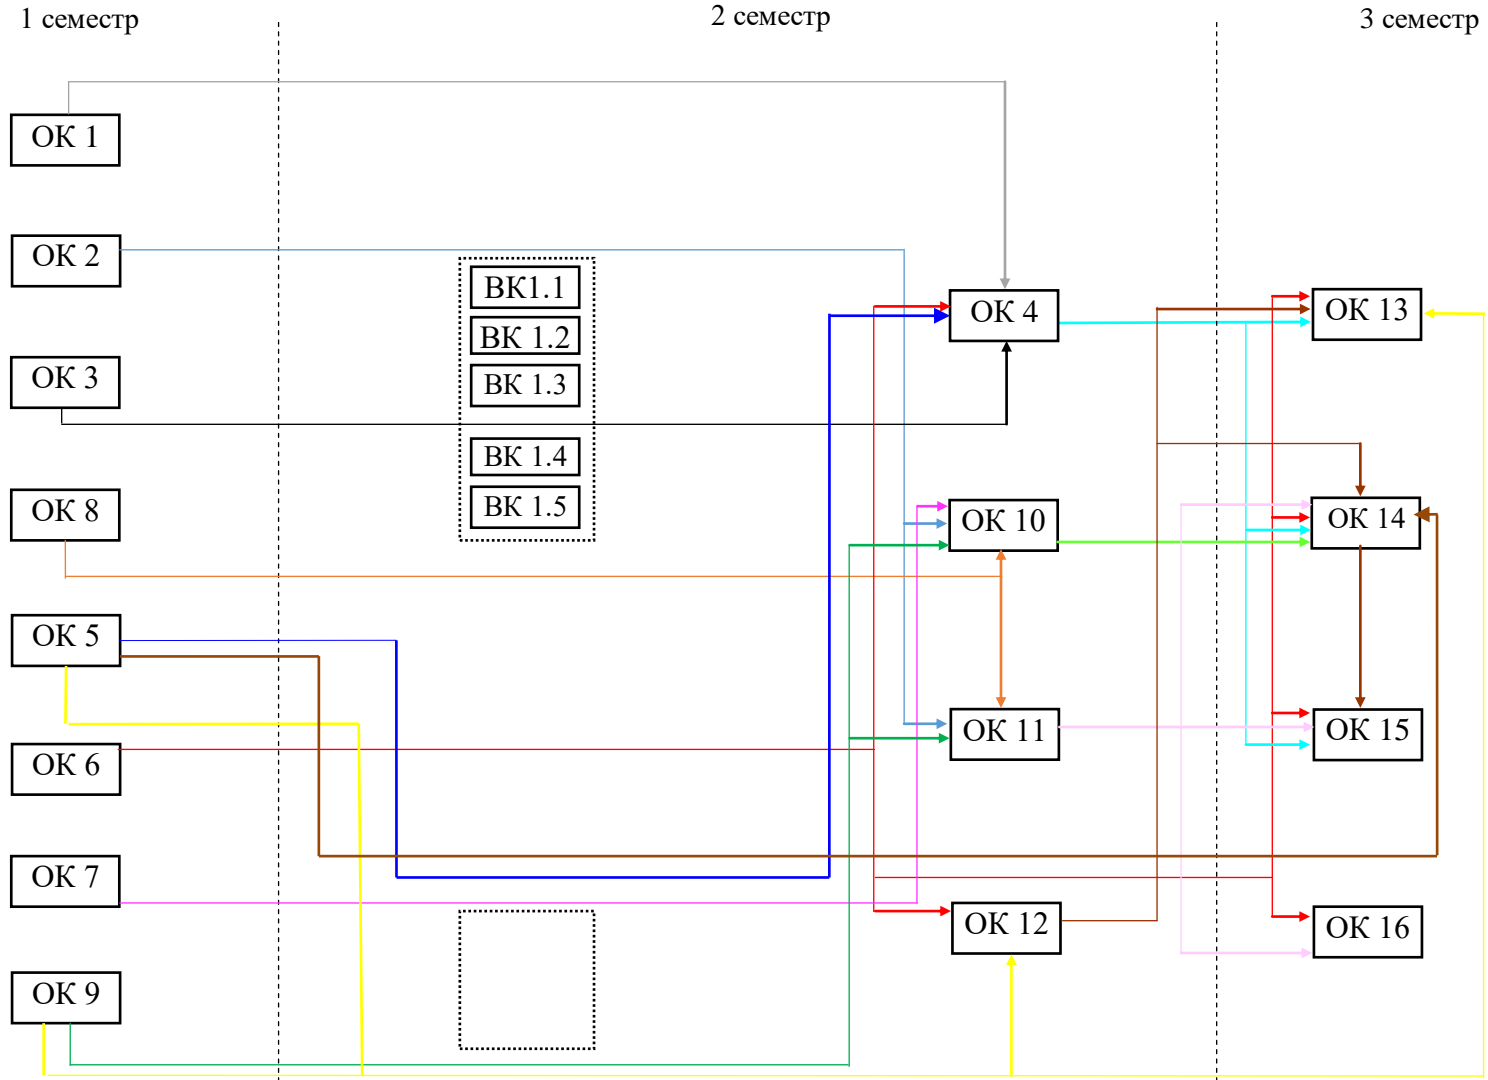 1 семестр
2 семестр
3 семестр
ОК 1
ОК 2
ОК 3
ОК 8
ОК 5
ОК 6
ОК 7
ОК 9
ВК1.1
ВК 1.2
ВК 1.3
ВК 1.4
ВК 1.5
ОК 4
ОК 10
ОК 11
ОК 12
ОК 13
ОК 14
ОК 15
ОК 16